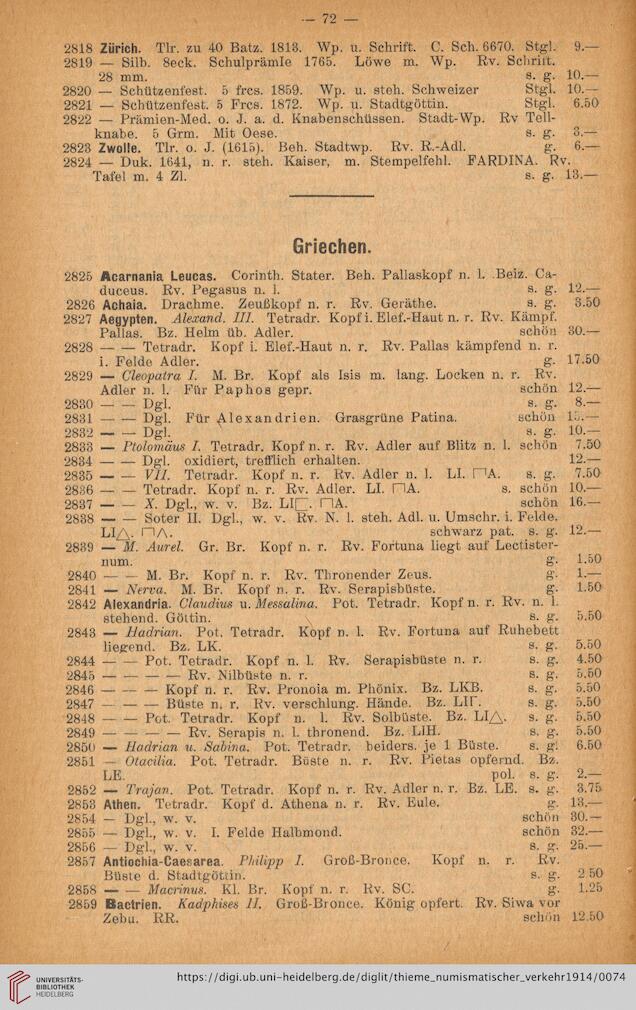 — 72 —
2818 Zürich. Tlr. zu 40 Batz. 1813. Wp. u. Schrift. C. Sch. 6670. Stgl. 9.—
2819 — Silb. 8eck. Schulprämie 1765. Löwe m. Wp. Rv. Schrift.
28 mm. s. g. 10.—
2820 — Schützenfest. 5 frcs. 1859. Wp. u. steh. Schweizer Stgl. 10.—
2821 — Schützenfest. 5 Frcs. 1872. Wp. u. Stadtgöttin. Stgl. 6.50
2822 — Prämien-Med. o. J. a. d. Knabenschüssen. Stadt-Wp. Rv Tell-
knabe. 5 Grm. Mit Oese. s. g. 3.—
2823 Zwolle. Tlr. o. J. (1615). Beh. Stadtwp. Rv. R.-Adl. g. 6.—
2824 — Duk. 1641, n. r. steh. Kaiser, m. Stempelfehl. FARDINA. Rv.
Tafel m. 4 Zl. s. g. 13.—
Griechen.
2825 Acarnania Leucas. Corinth. Stater. Beh. Pallaskopf n. l. Beiz. Ca-
duceus. Rv. Pegasus n. l. s. g. 12.—
2826 Achaia. Drachme. Zeußkopf n. r. Rv. Geräthe. s. g. 3.50
2827 Aegypten. Alexand. III. Tetradr. Kopf i. Elef.-Haut n. r. Rv. Kämpf.
Pallas. Bz. Helm üb. Adler. schön 30.—
2828 — — Tetradr. Kopf i. Elef.-Haut n. r. Rv. Pallas kämpfend n. r.
i. Felde Adler. g. 17.50
2829 — Cleopatra I. M. Br. Kopf als Isis m. lang. Locken n. r. Rv.
Adler n. l. Für Paphos gepr. schön 12.—
2830 — — Dgl. s. g. 8.—
2831 — — Dgl. Für Alexandrien. Grasgrüne Patina. schön
2832 — — Dgl. s. g. 10.—
2833 — Ptolomäus I. Tetradr. Kopf n. r. Rv. Adler auf Blitz n. l. schön 7.50
2834 — — Dgl. oxidiert, trefflich erhalten. 12.—
2835 — — VII. Tetradr. Kopf n. r. Rv. Adler n. l. LI. ΠA. s. g. 7.50
2836 — — Tetradr. Kopf n. r. Rv. Adler. LI. ΠA. s. schön 10.—
2837 — — X. Dgl., w. v. Bz. LI⊏. ΠA. schön 16.—
2838 — — Soter II. Dgl., w. v. Rv. N. l. steh. Adl. u. Umschr. i. Felde.
LIΔ. ΠΛ. schwarz pat. s. g. 12.—
2839 — M. Aurel. Gr. Br. Kopf n. r. Rv. Fortuna liegt auf Lectister-
num. g. 1.50
2840 — — M. Br. Kopf n. r. Rv. Thronender Zeus. g. 1.—
2841 — Nerva. M. Br. Kopf n. r. Rv. Serapisbüste. g. 1.50
2842 Alexandria. Claudius u. Messalina. Pot. Tetradr. Kopf n. r. Rv. n. l.
stehend. Göttin. s. g. 5.50
2843 — Hadrian. Pot. Tetradr. Kopf n. l. Rv. Fortuna auf Ruhebett
liegend. Bz. LK. s. g. 5.50
2844 — — Pot. Tetradr. Kopf n. l. Rv. Serapisbüste n. r. s. g. 4.50
2845 — — — — Rv. Nilbüste n. r. s. g. 5.50
2846 — — — Kopf n. r. Rv. Pronoia m. Phönix. Bz. LKB. s. g. 5.50
2847 — — — Büste n. r. Rv. verschlung. Hände. Bz. LIΓ. s. g. 5.50
2848 — — Pot. Tetradr. Kopf n. l. Rv. Solbüste. Bz. LIΔ. s. g. 5.50
2849 — — — — Rv. Serapis n. l. thronend. Bz. LIH. s. g. 5.50
2850 — Hadrian u. Sabina. Pot. Tetradr. beiders. je 1 Büste. s. g. 6.50
2851 — Otacilia. Pot. Tetradr. Büste n. r. Rv. Pietas opfernd. Bz.
LE. pol. s. g. 2.—
2852 — Trajan. Pot. Tetradr. Kopf n. r. Rv. Adler n. r. Bz. LE. s. g. 3.75
2853 Athen. Tetradr. Kopf d. Athena n. r. Rv. Eule. g. 13.—
2854 — Dgl., w. v. schön 30.—
2855 — Dgl., w. v. I. Felde Halbmond. schön 32.—
2856 — Dgl., w. v. s. g. 25.—
2857 Antiochia-Caesarea. Philipp I. Groß-Bronce. Kopf n. r. Rv.
Büste d. Stadtgöttin. s. g. 2 50
2858 — — Macrinus. Kl. Br. Kopf n. r. Rv. SC. g. 1.25
2859 Bactrien. Kadphises II. Groß-Bronce. König opfert. Rv. Siwa vor
Zebu. RR. schön 12.50
UNIVERSITÄTS-
BIBLIOTHEK
HEIDELBERG
https://digi.ub.uni-heidelberg.de/diglit/thieme_numismatischer_verkehr1914/0074